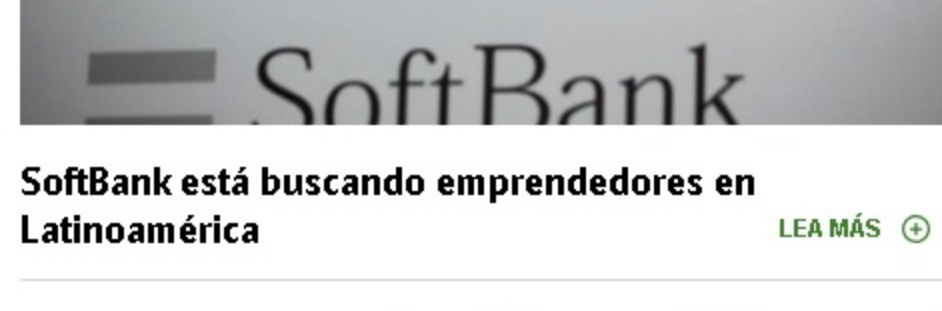 SoftBank
SoftBank está buscando emprendedores en
Latinoamérica
LEA MÁS